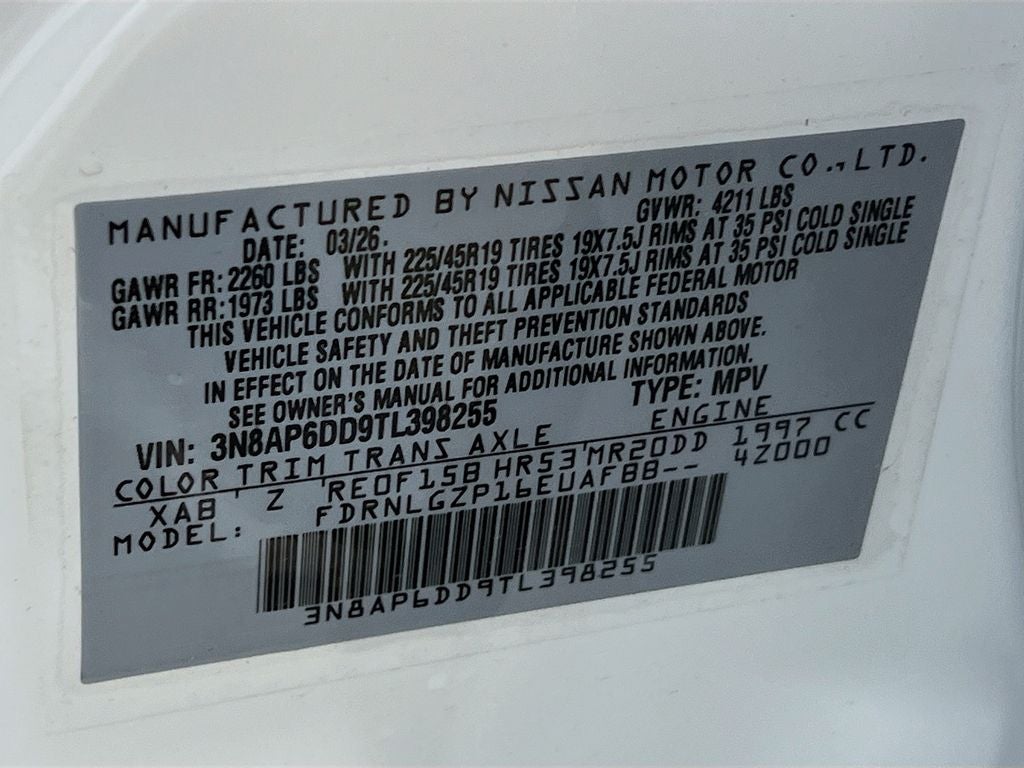 MANUFACTURED BY NISSAN MOTOR CO.,LTD.
DATE: 03/26. GVWR: 4211 LBS
GAWR FR: 2260 LBS WITH 225/45R19 TIRES 19X7.5J RIMS AT 35 PSI COLD SINGLE
GAWR RR: 1973 LBS WITH 225/45R19 TIRES 19X7.5J RIMS AT 35 PSI COLD SINGLE
THIS VEHICLE CONFORMS TO ALL APPLICABLE FEDERAL MOTOR
VEHICLE SAFETY AND THEFT PREVENTION STANDARDS
IN EFFECT ON THE DATE OF MANUFACTURE SHOWN ABOVE.
SEE OWNER'S MANUAL FOR ADDITIONAL INFORMATION.
VIN: 3N8AP6DD9TL398255 TYPE: MPV
COLOR TRIM TRANS AXLE ENGINE
XAB Z RE0F15B HR53 MR20DD 1997 CC
MODEL: FDRNLGZP16EUAFBB-- 4Z000
3N8AP6DD9TL398255